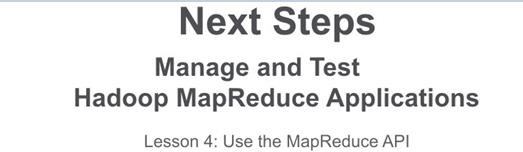 Next Steps
Manage and Test
Hadoop MapReduce Applications
Lesson 4: Use the MapReduce API